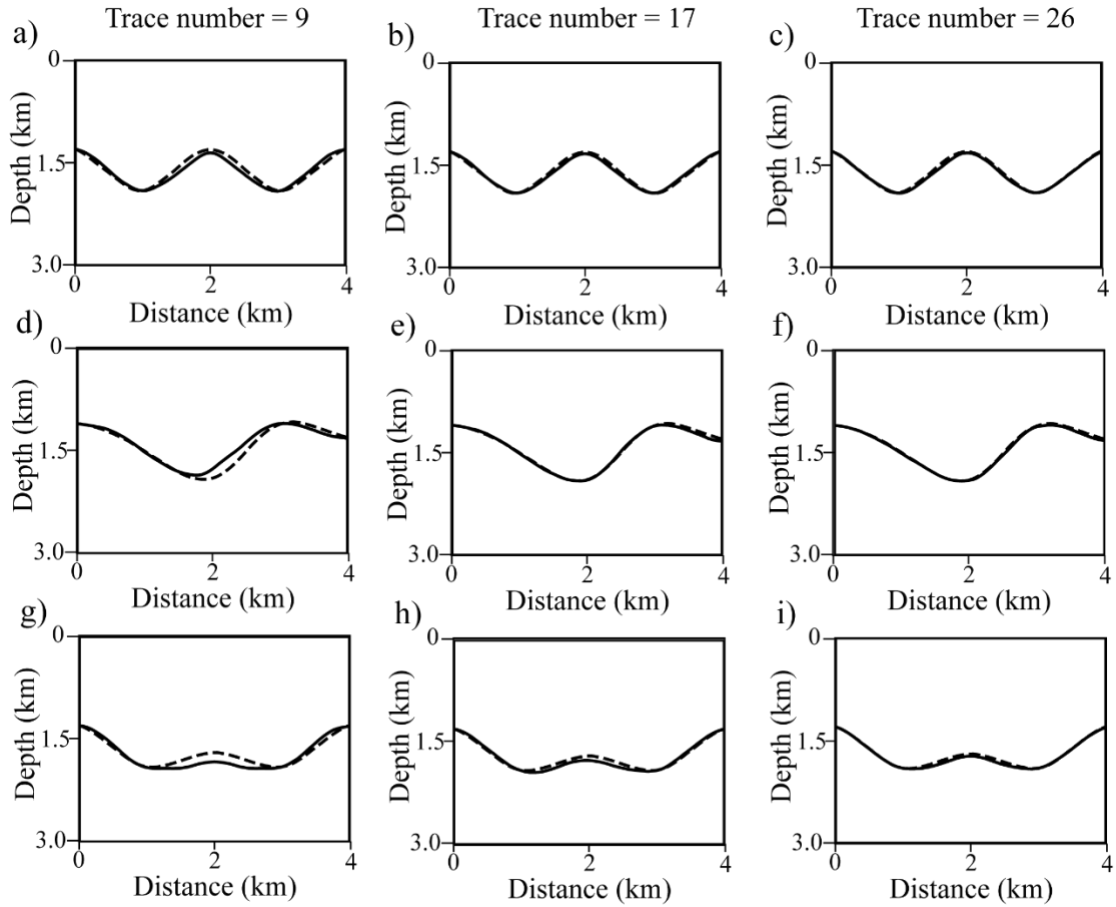 Trace number = 9 Trace number = 17 Trace number = 26
a) b) c)
0 0 0
Depth (km) Depth (km) Depth (km)
1.5 1.5 1.5
3.0 3.0 3.0
0 2 4 0 2 4 0 2 4
Distance (km) Distance (km) Distance (km)
d) e) f)
0 0 0
Depth (km) Depth (km) Depth (km)
1.5 1.5 1.5
3.0 3.0 3.0
0 2 4 0 2 4 0 2 4
Distance (km) Distance (km) Distance (km)
g) h) i)
0 0 0
Depth (km) Depth (km) Depth (km)
1.5 1.5 1.5
3.0 3.0 3.0
0 2 4 0 2 4 0 2 4
Distance (km) Distance (km) Distance (km)